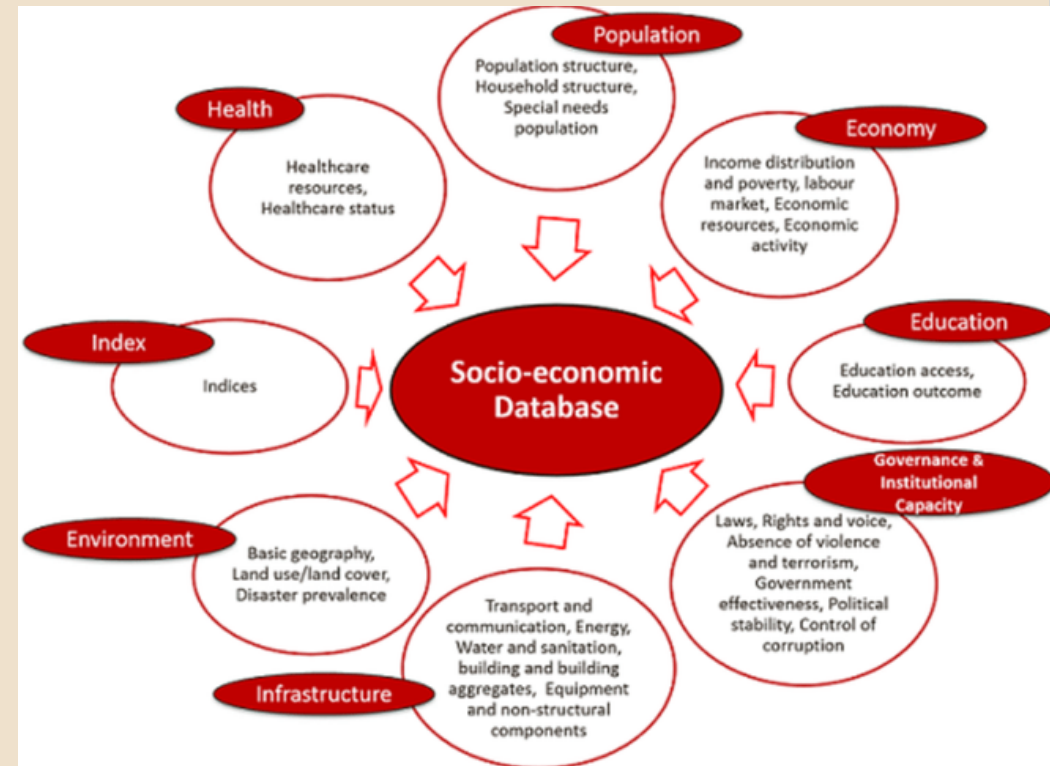 Population
Population structure,
Household structure,
Special needs
population
Health
Healthcare
resources,
Healthcare status
Economy
Income distribution
and poverty, labour
market, Economic
resources, Economic
activity
Index
Indices
Socio-economic
Database
Education
Education access,
Education outcome
Governance &
Institutional
Capacity
Laws, Rights and voice,
Absence of violence
and terrorism,
Government
effectiveness, Political
stability, Control of
corruption
Environment
Basic geography,
Land use/land cover,
Disaster prevalence
Infrastructure
Transport and
communication, Energy,
Water and sanitation,
building and building
aggregates, Equipment
and non-structural
components